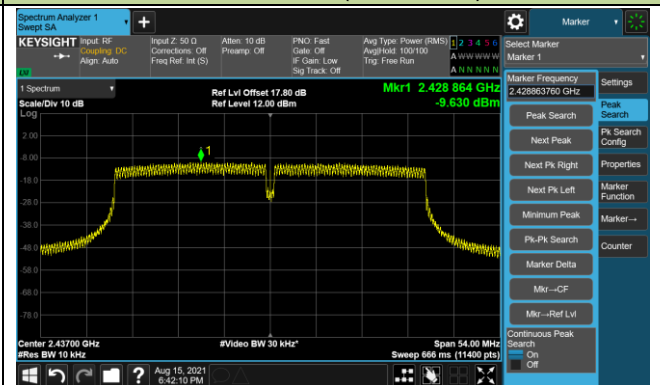 Spectrum Analyzer 1
Swept SA
KEYSIGHT
Input: RF
Coupling: DC
Align: Auto
Input Z: 50 Ω
Corrections: Off
Freq Ref: Int (S)
Atten: 10 dB
Preamp: Off
PNO: Fast
Gate: Off
IF Gain: Low
Sig Track: Off
Avg Type: Power (RMS)
Avg|Hold: 100/100
Trig: Free Run
1 2 3 4 5 6
A W W W W W
A N N N N N
LV
1 Spectrum
Scale/Div 10 dB
Log
Ref Lvl Offset 17.80 dB
Ref Level 12.00 dBm
Mkr1 2.428 864 GHz
-9.630 dBm
1
2.00
-8.00
-18.0
-28.0
-38.0
-48.0
-58.0
-68.0
-78.0
Center 2.43700 GHz
#Res BW 10 kHz
#Video BW 30 kHz*
Span 54.00 MHz
Sweep 666 ms (11400 pts)
Aug 15, 2021
6:42:10 PM
Marker
Select Marker
Marker 1
Marker Frequency
2.428863760 GHz
Peak Search
Next Peak
Next Pk Right
Next Pk Left
Minimum Peak
Pk-Pk Search
Marker Delta
Mkr→CF
Mkr→Ref Lvl
Continuous Peak
Search
On
Off
Settings
Peak
Search
Pk Search
Config
Properties
Marker
Function
Marker→
Counter